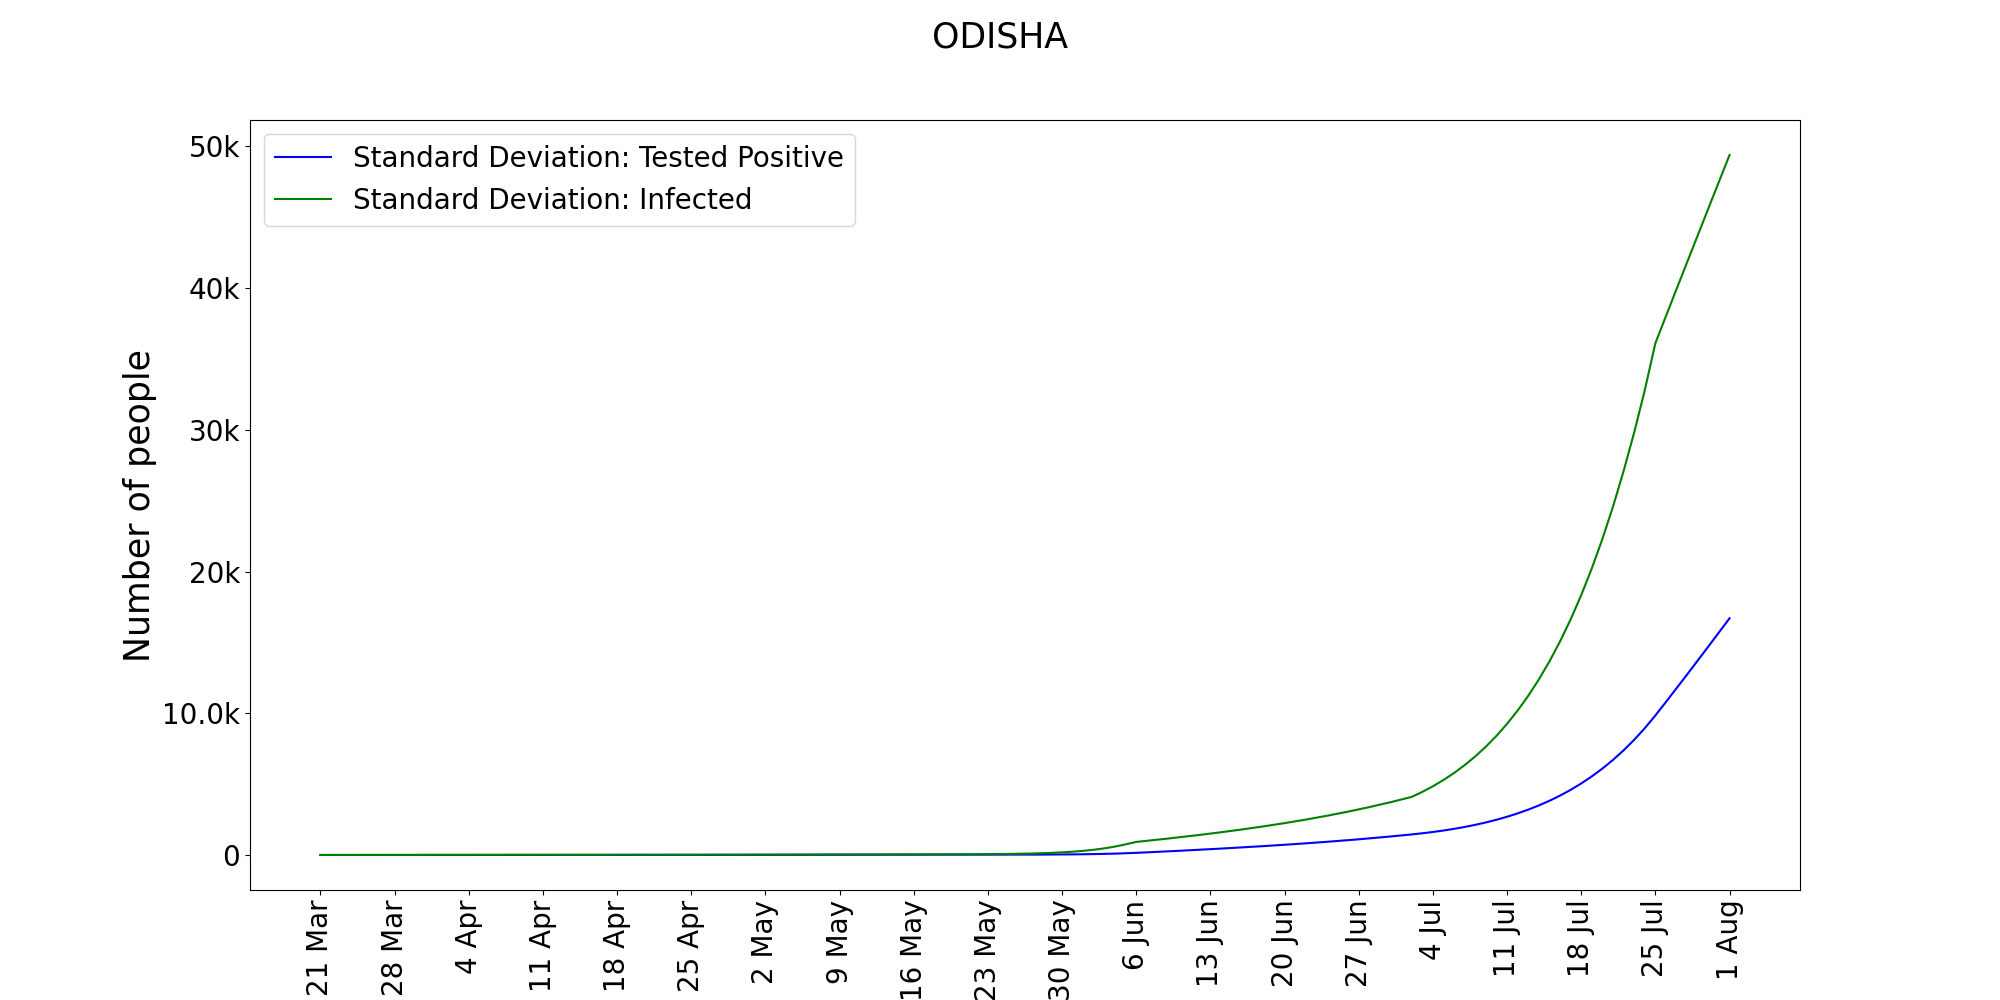 ODISHA
Standard Deviation: Tested Positive
Standard Deviation: Infected
Number of people
50k
40k
30k
20k
10.0k
0
21 Mar
28 Mar
4 Apr
11 Apr
18 Apr
25 Apr
2 May
9 May
16 May
23 May
30 May
6 Jun
13 Jun
20 Jun
27 Jun
4 Jul
11 Jul
18 Jul
25 Jul
1 Aug